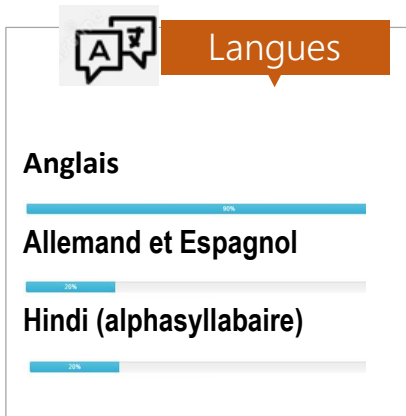 Langues
Anglais
90%
Allemand et Espagnol
20%
Hindi (alphasyllabaire)
20%